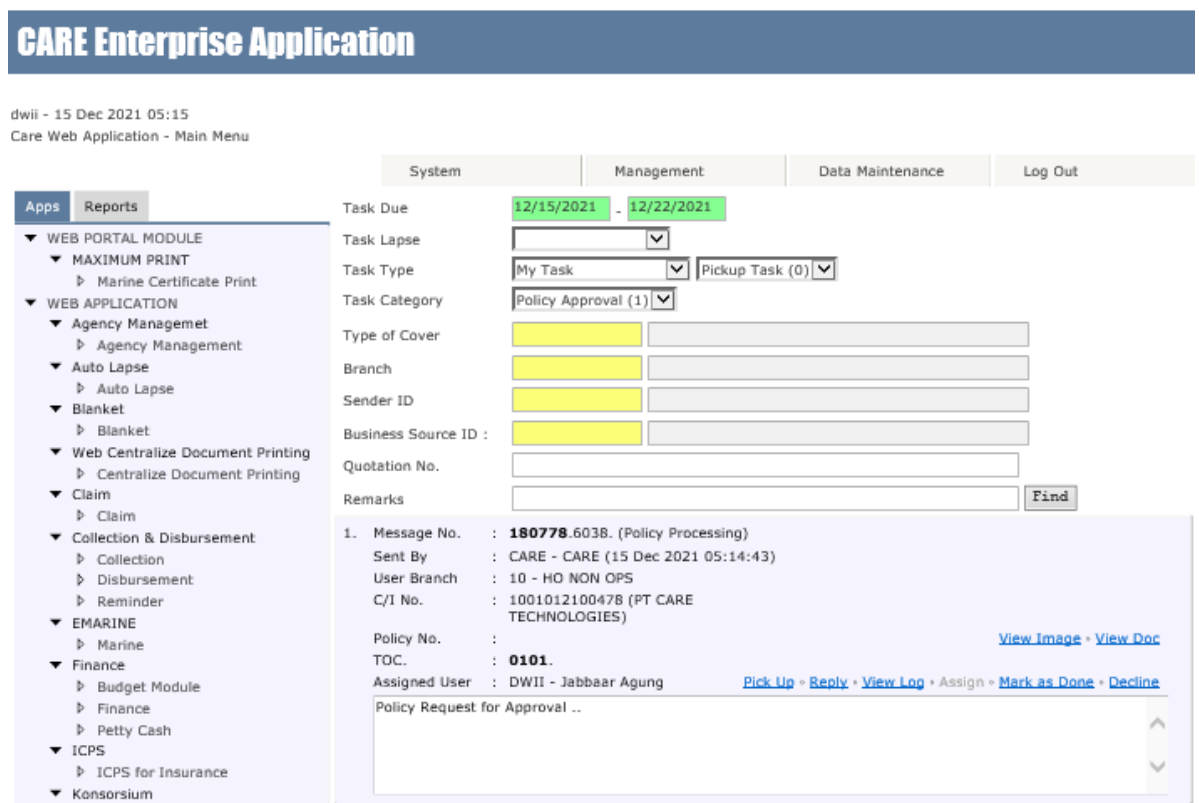 CARE Enterprise Application
dwii - 15 Dec 2021 05:15
Care Web Application - Main Menu
System Management Data Maintenance Log Out
Apps Reports
WEB PORTAL MODULE
MAXIMUM PRINT
Marine Certificate Print
WEB APPLICATION
Agency Managemet
Agency Management
Auto Lapse
Auto Lapse
Blanket
Blanket
Web Centralize Document Printing
Centralize Document Printing
Claim
Claim
Collection & Disbursement
Collection
Disbursement
Reminder
EMARINE
Marine
Finance
Budget Module
Finance
Petty Cash
ICPS
ICPS for Insurance
Konsorsium
Task Due 12/15/2021 - 12/22/2021
Task Lapse
Task Type My Task Pickup Task (0)
Task Category Policy Approval (1)
Type of Cover
Branch
Sender ID
Business Source ID :
Quotation No.
Remarks Find
1. Message No. : 180778.6038. (Policy Processing)
Sent By : CARE - CARE (15 Dec 2021 05:14:43)
User Branch : 10 - HO NON OPS
C/I No. : 1001012100478 (PT CARE
TECHNOLOGIES)
Policy No. : View Image • View Doc
TOC. : 0101.
Assigned User : DWII - Jabbaar Agung Pick Up • Reply • View Log • Assign • Mark as Done • Decline
Policy Request for Approval ..